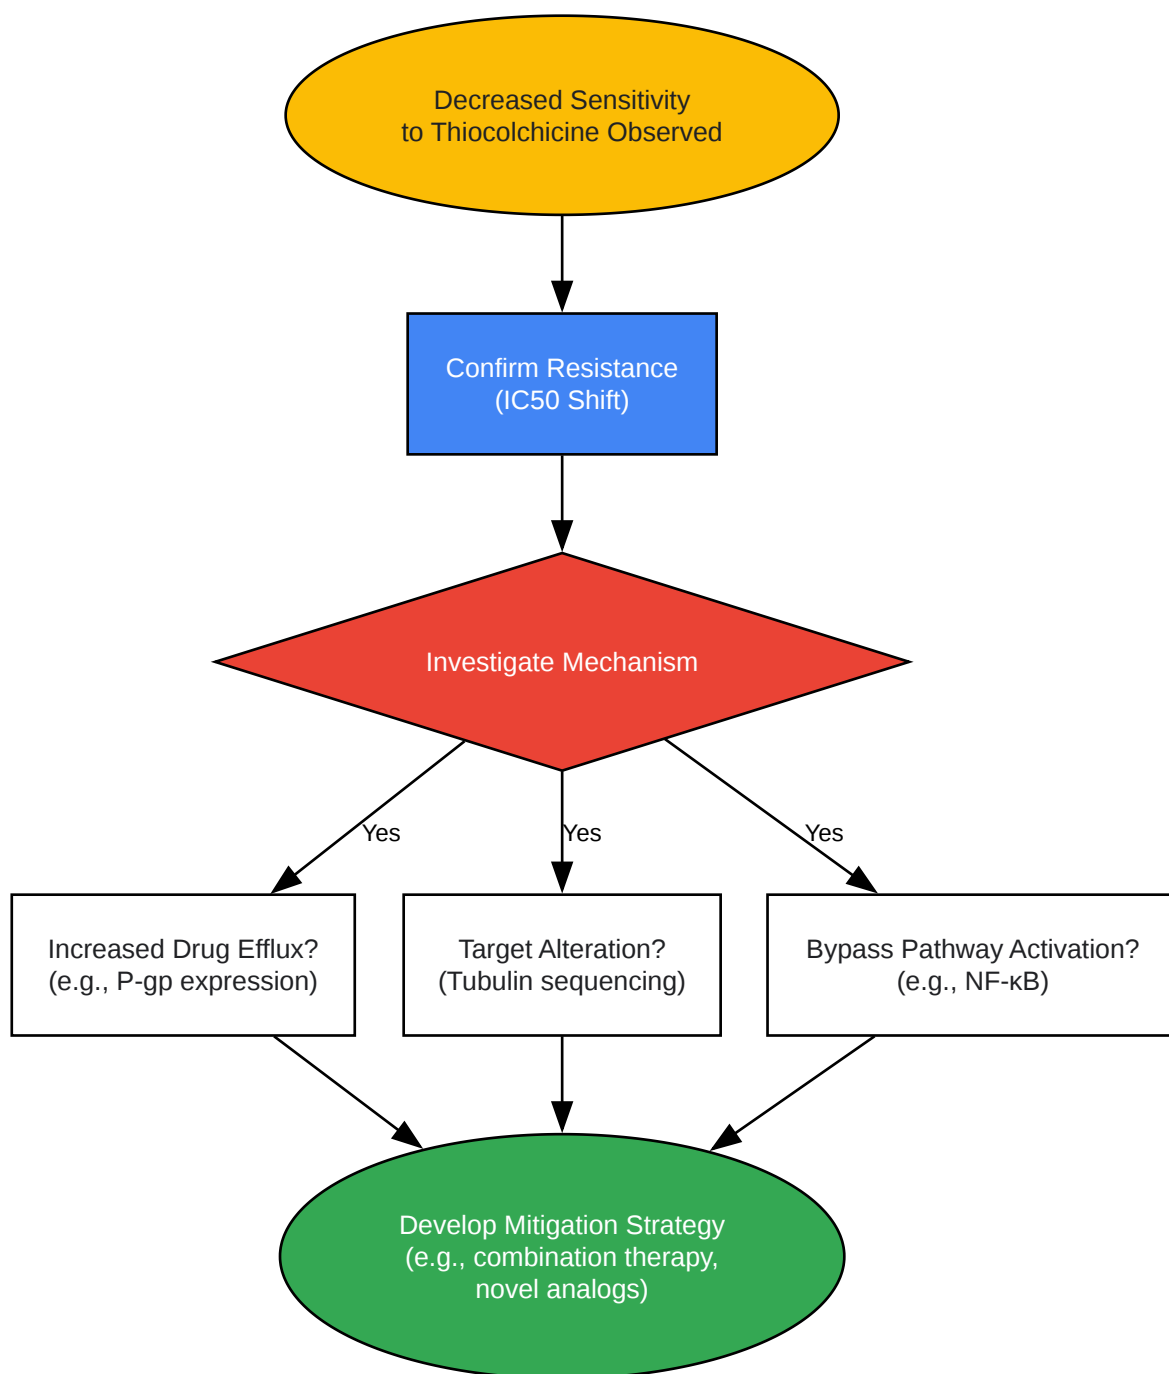 Decreased Sensitivity
to Thiocolchicine Observed
Confirm Resistance
(IC50 Shift)
Investigate Mechanism
Yes
Yes
Yes
Increased Drug Efflux?
(e.g., P-gp expression)
Target Alteration?
(Tubulin sequencing)
Bypass Pathway Activation?
(e.g., NF-κB)
Develop Mitigation Strategy
(e.g., combination therapy,
novel analogs)